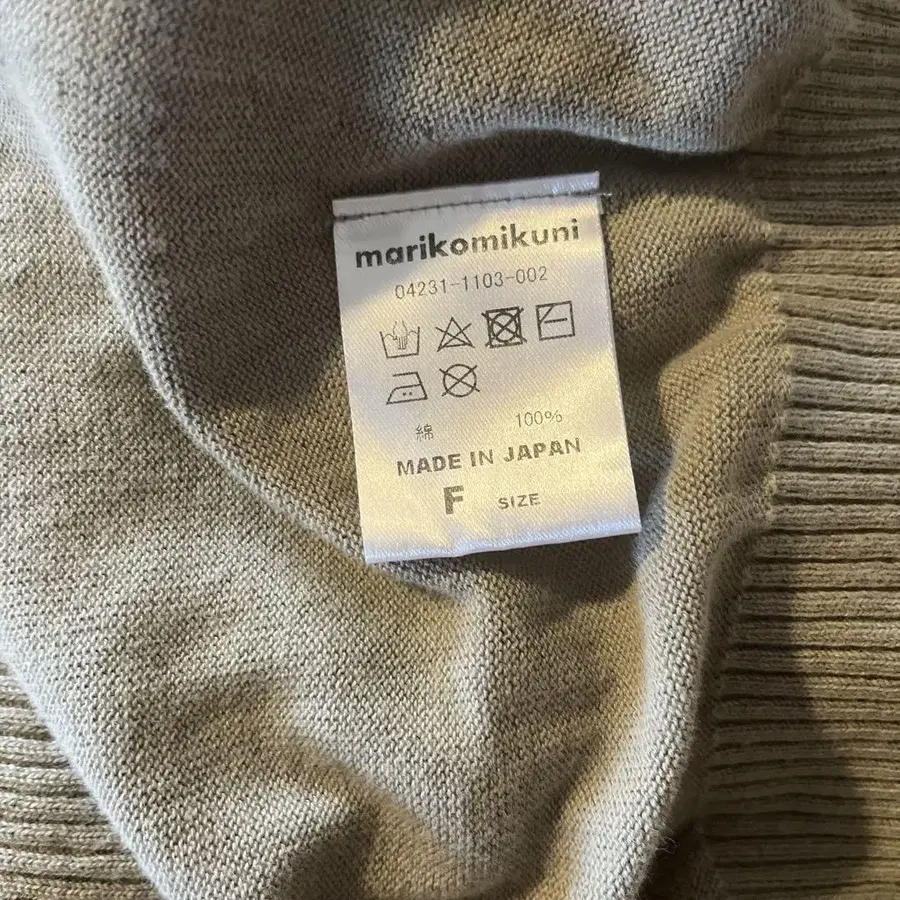 marikomikuni
04231-1103-002
綿 100%
MADE IN JAPAN
F SIZE